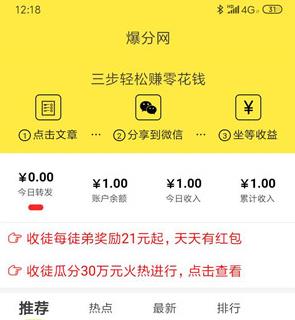 12:18 HD 4G 31
爆分网
三步轻松赚零花钱
①点击文章 ··· ②分享到微信 ··· ③坐等收益
¥0.00 ¥1.00 ¥1.00 ¥1.00
今日转发 账户余额 今日收入 累计收入
收徒每徒弟奖励21元起，天天有红包
收徒瓜分30万元火热进行，点击查看
推荐 热点 最新 排行